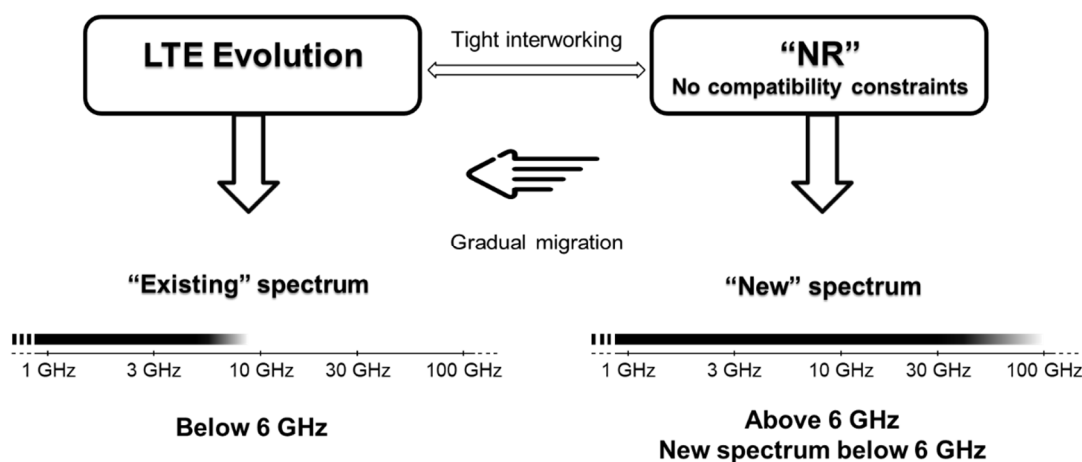 LTE Evolution
Tight interworking
“NR”
No compatibility constraints
Gradual migration
“Existing” spectrum
“New” spectrum
1 GHz 3 GHz 10 GHz 30 GHz 100 GHz
1 GHz 3 GHz 10 GHz 30 GHz 100 GHz
Below 6 GHz
Above 6 GHz
New spectrum below 6 GHz